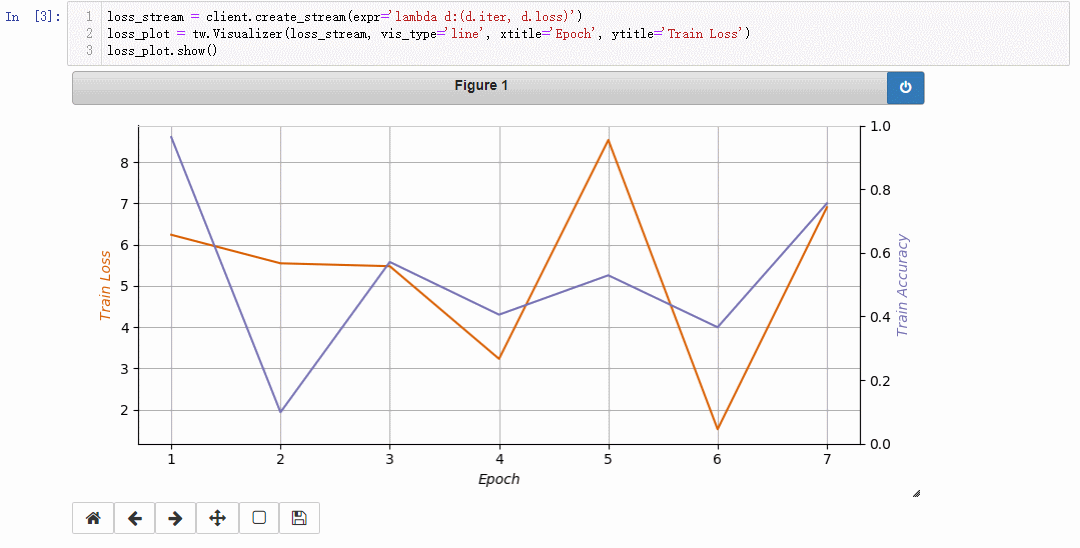 In [3]:
1 loss_stream = client.create_stream(expr='lambda d:(d.iter, d.loss)')
2 loss_plot = tw.Visualizer(loss_stream, vis_type='line', xtitle='Epoch', ytitle='Train Loss')
3 loss_plot.show()
Figure 1
8
7
6
5
4
3
2
Train Loss
1.0
0.8
0.6
0.4
0.2
0.0
Train Accuracy
1 2 3 4 5 6 7
Epoch